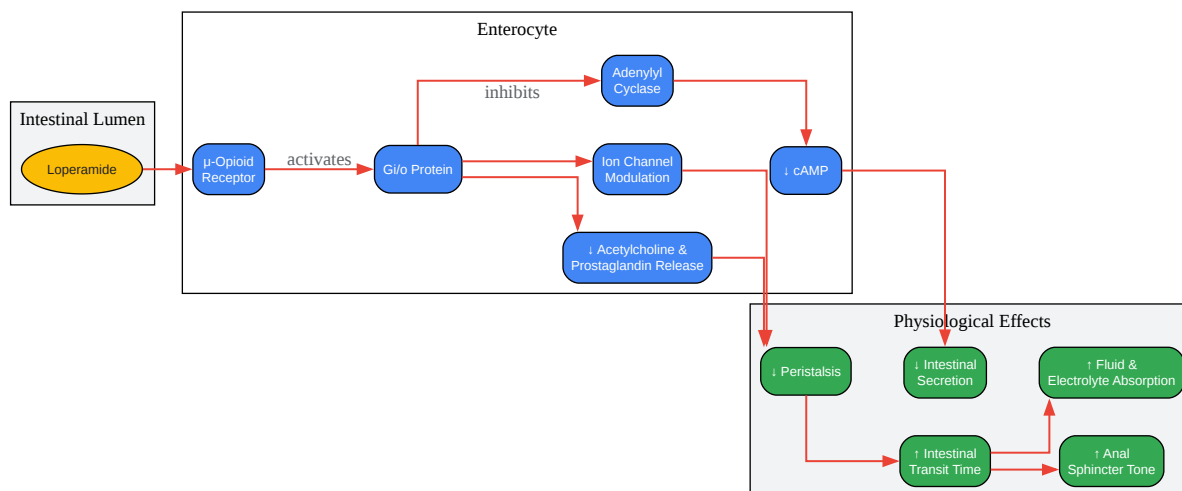 Enterocyte
Adenylyl
Cyclase
inhibits
Intestinal Lumen
Loperamide
μ-Opioid
Receptor
activates
Gi/o Protein
Ion Channel
Modulation
↓ cAMP
↓ Acetylcholine &
Prostaglandin Release
Physiological Effects
↓ Peristalsis
↓ Intestinal
Secretion
↑ Fluid &
Electrolyte Absorption
↑ Intestinal
Transit Time
↑ Anal
Sphincter Tone